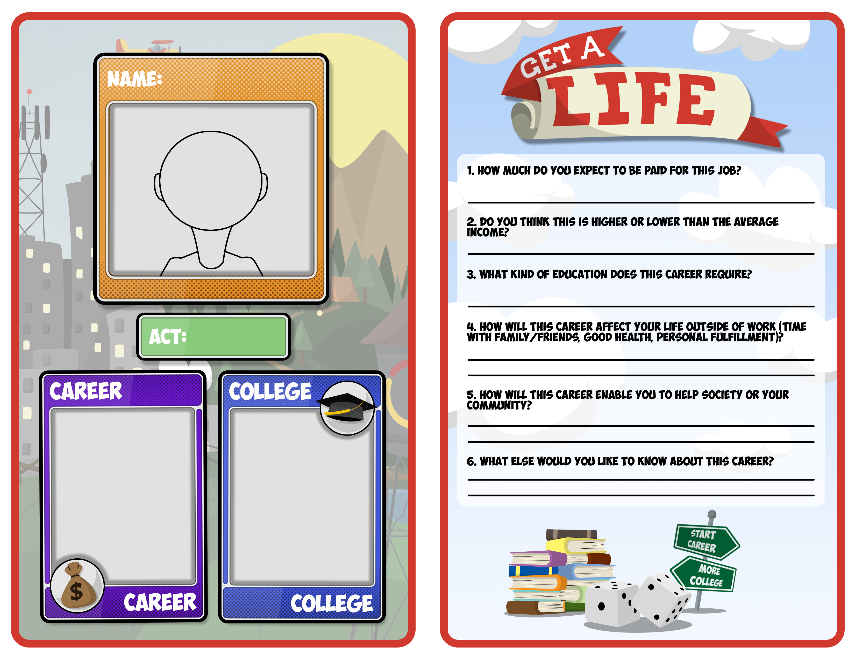 NAME:
ACT:
CAREER
$
CAREER
COLLEGE
COLLEGE
GET A
LIFE
1. HOW MUCH DO YOU EXPECT TO BE PAID FOR THIS JOB?
2. DO YOU THINK THIS IS HIGHER OR LOWER THAN THE AVERAGE
INCOME?
3. WHAT KIND OF EDUCATION DOES THIS CAREER REQUIRE?
4. HOW WILL THIS CAREER AFFECT YOUR LIFE OUTSIDE OF WORK (TIME
WITH FAMILY/FRIENDS, GOOD HEALTH, PERSONAL FULFILLMENT)?
5. HOW WILL THIS CAREER ENABLE YOU TO HELP SOCIETY OR YOUR
COMMUNITY?
6. WHAT ELSE WOULD YOU LIKE TO KNOW ABOUT THIS CAREER?
START
CAREER
MORE
COLLEGE